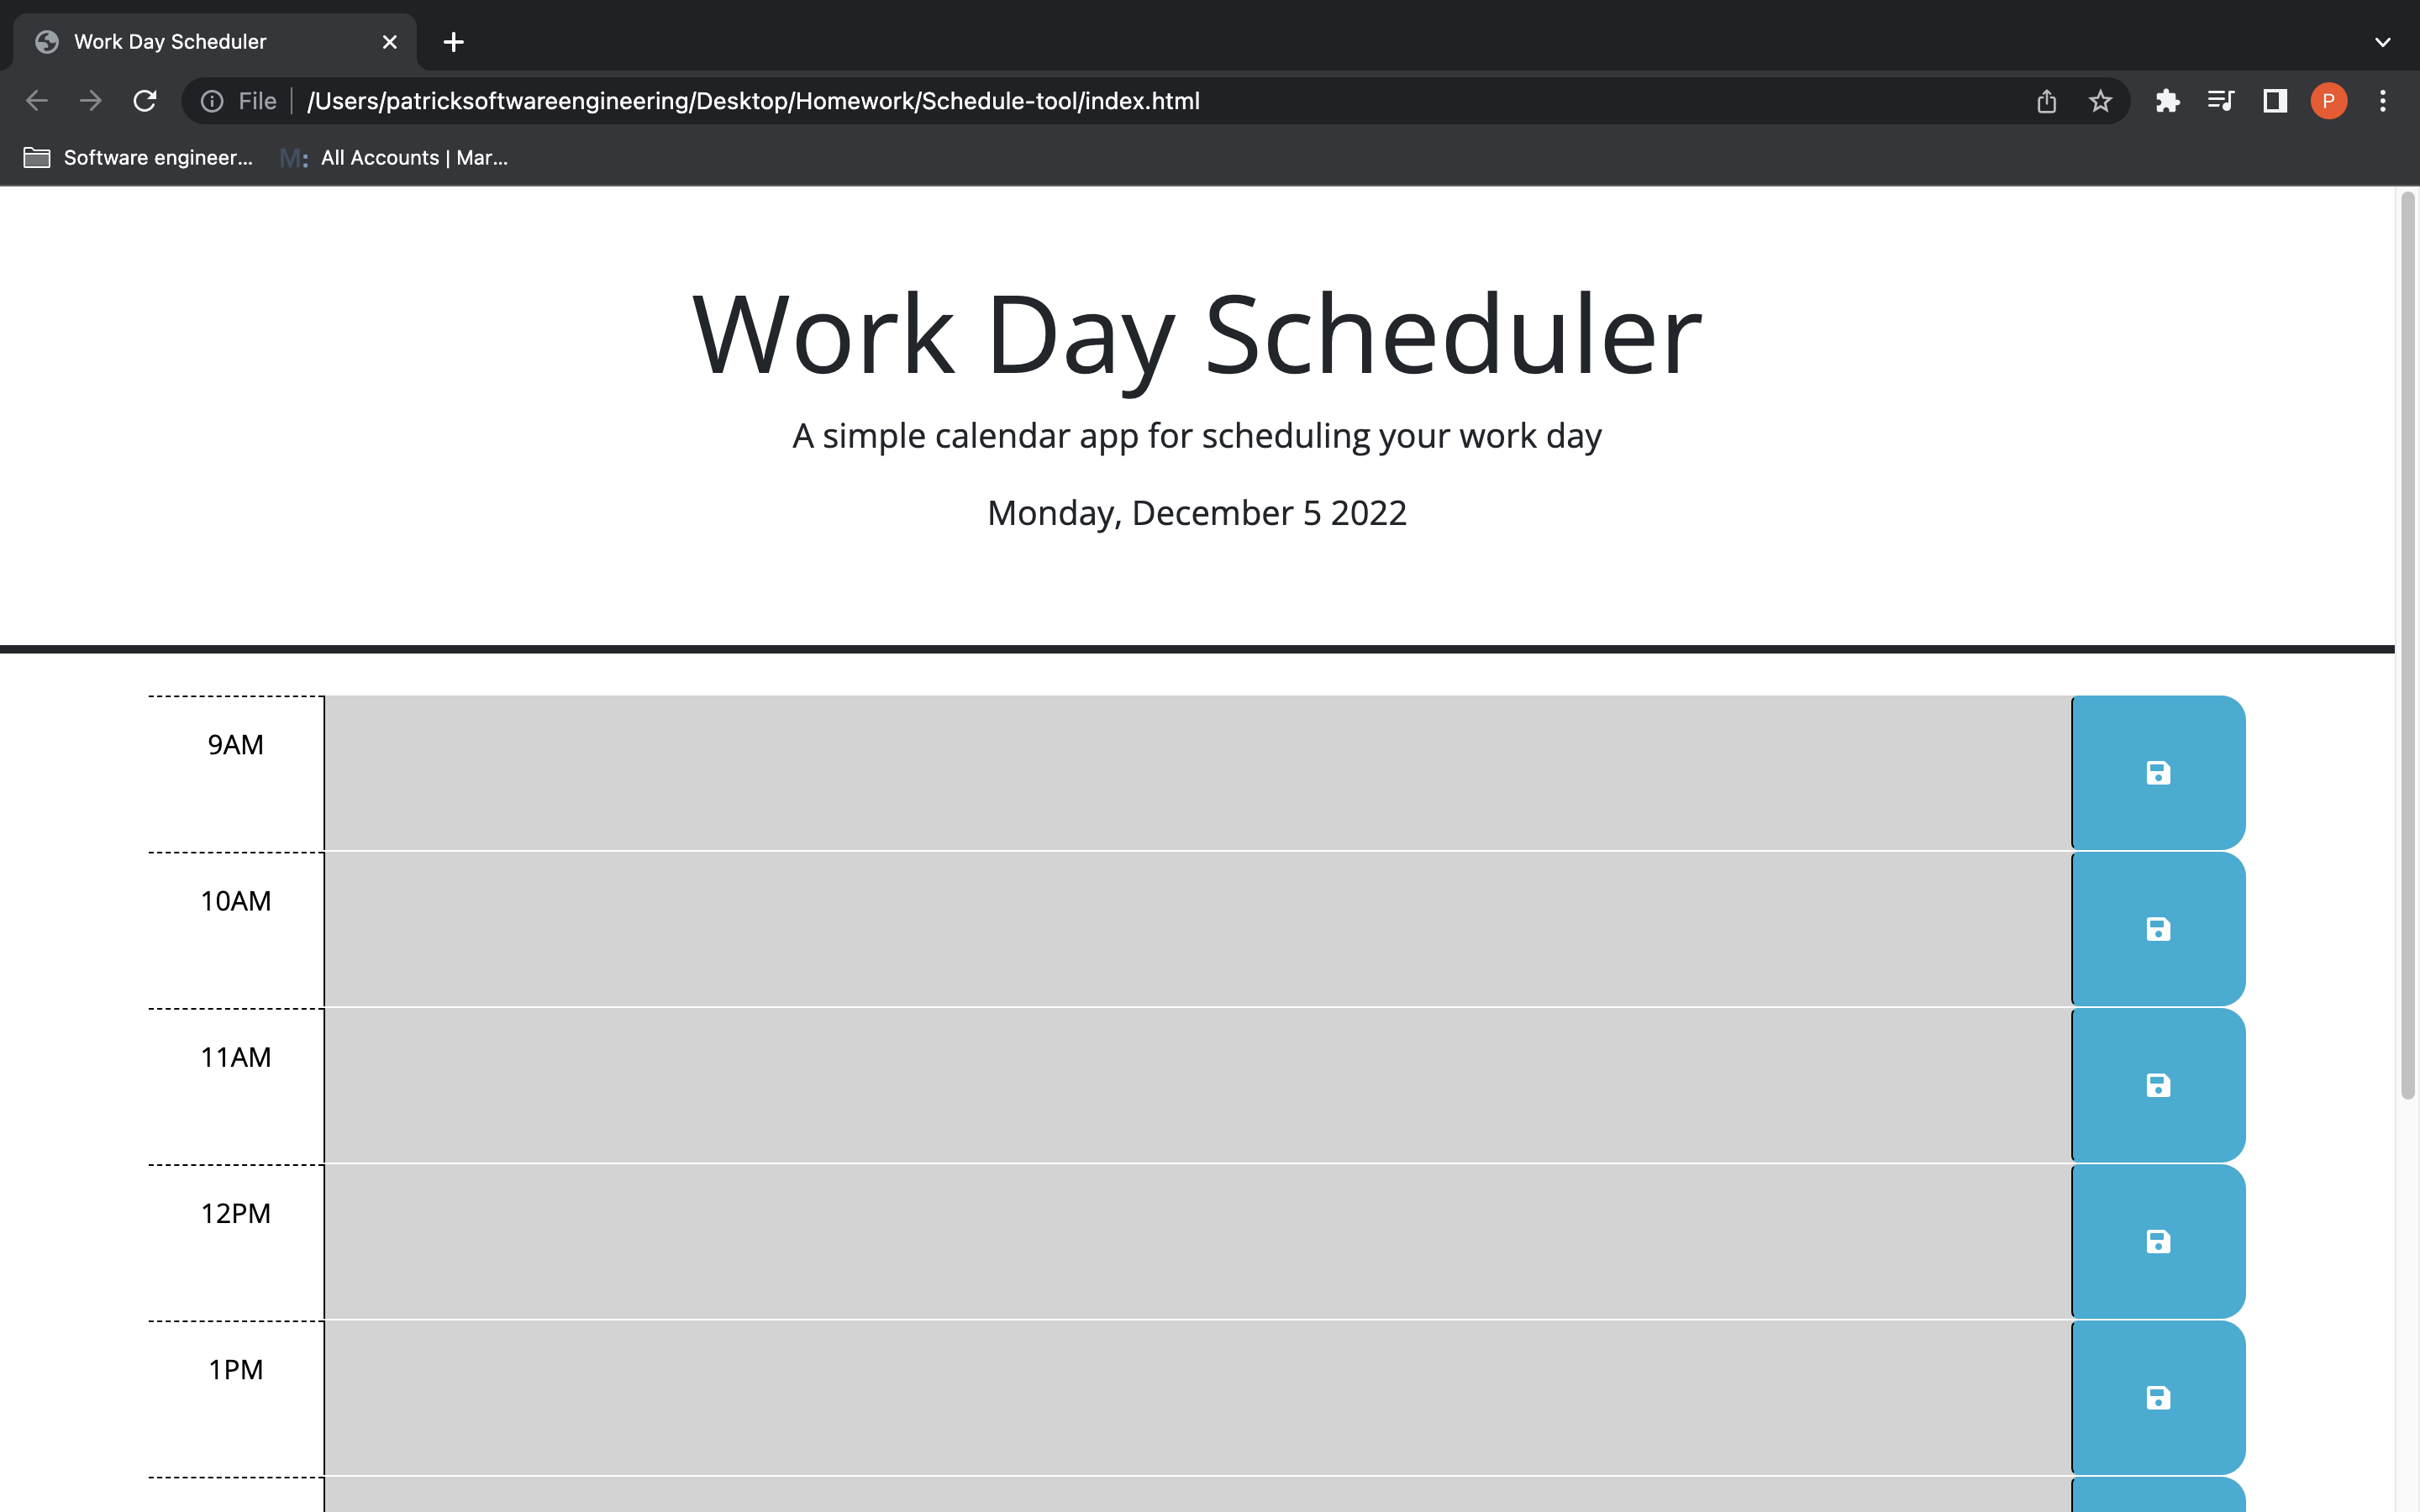 Work Day Scheduler
File /Users/patricksoftwareengineering/Desktop/Homework/Schedule-tool/index.html
P
Software engineer... M: All Accounts | Mar...
Work Day Scheduler
A simple calendar app for scheduling your work day
Monday, December 5 2022
9AM
10AM
11AM
12PM
1PM